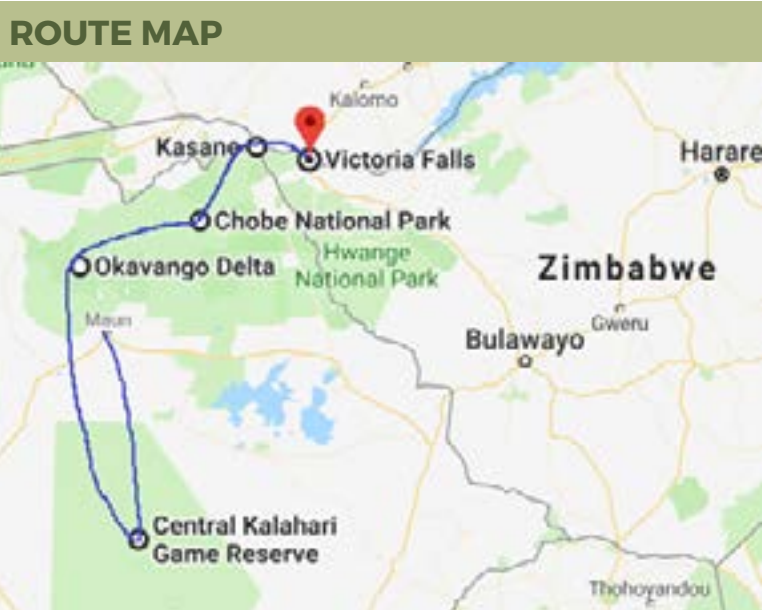 ROUTE MAP
Kalomo
Kasane
Victoria Falls
Harare
Chobe National Park
Okavango Delta
Hwange
National Park
Zimbabwe
Maun
Gweru
Bulawayo
Central Kalahari
Game Reserve
Thohoyandou